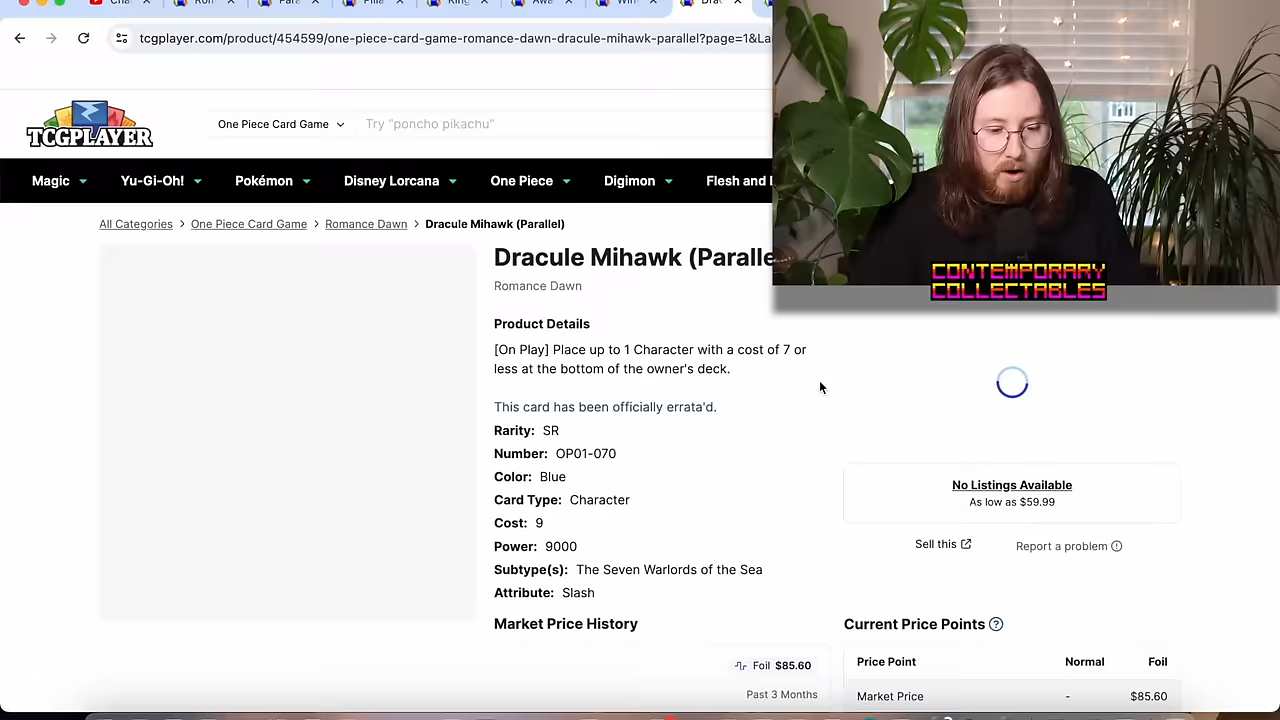 tcgplayer.com/product/454599/one-piece-card-game-romance-dawn-dracule-mihawk-parallel?page=1&La
TCGPLAYER
One Piece Card Game
Try "poncho pikachu"
Magic
Yu-Gi-Oh!
Pokémon
Disney Lorcana
One Piece
Digimon
Flesh and
CONTEMPORARY
COLLECTABLES
All Categories > One Piece Card Game > Romance Dawn > Dracule Mihawk (Parallel)
Dracule Mihawk (Paralle
Romance Dawn
Product Details
[On Play] Place up to 1 Character with a cost of 7 or
less at the bottom of the owner's deck.
This card has been officially errata'd.
Rarity: SR
Number: OP01-070
Color: Blue
Card Type: Character
Cost: 9
Power: 9000
Subtype(s): The Seven Warlords of the Sea
Attribute: Slash
No Listings Available
As low as $59.99
Sell this
Report a problem
Market Price History
Foil $85.60
Past 3 Months
Current Price Points
Price Point Normal Foil
Market Price - $85.60